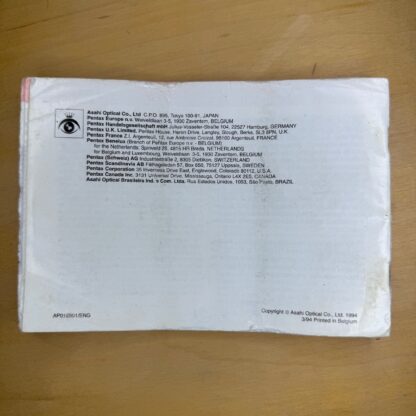 Asahi Optical Co., Ltd. C.P.O. 895, Tokyo 100-91, JAPAN
Pentax Europe n.v. Weiveldlaan 3-5, 1930 Zaventem, BELGIUM
Pentax Handelsgesellschaft mbH Julius-Vosseler-Straße 104, 22527 Hamburg, GERMANY
Pentax U.K. Limited, Pentax House, Heron Drive, Langley, Slough, Berks. SL3 8PN, U.K.
Pentax France Z.I. Argenteuil, 12, rue Ambroise Croizat, 95100 Argenteuil, FRANCE
Pentax Benelux (Branch of Pentax Europe n.v. - BELGIUM)
for the Netherlands: Spinveld 25, 4815 HR Breda, NETHERLANDS
for Belgium and Luxembourg: Weiveldlaan 3-5, 1930 Zaventem, BELGIUM
Pentax (Schweiz) AG Industriestraße 2, 8305 Dietlikon, SWITZERLAND
Pentax Scandinavia AB 57, Box 650, 75127 Uppsala, SWEDEN
Pentax Corporation 35 Inverness Drive East, Englewood, Colorado 80112, U.S.A.
Pentax Canada Inc. 3131 Universal Drive, Mississauga, Ontario L4X 2E5, CANADA
Asahi Optical Brasileira Ind. e Com. Ltda. Rua Estados Unidos, 1053, São Paulo, BRAZIL
Copyright © Asahi Optical Co., Ltd. 1994
3/94 Printed in Belgium